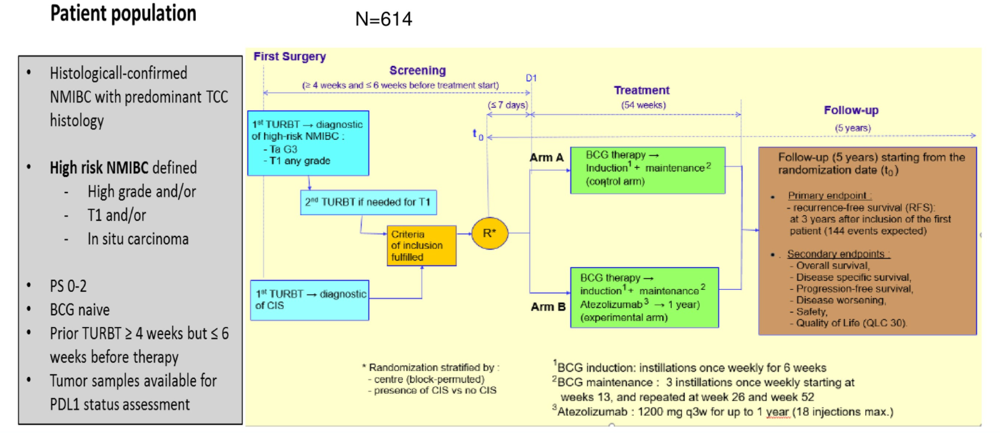 Patient population
N=614
• Histologicall-confirmed
NMIBC with predominant TCC
histology
• High risk NMIBC defined
- High grade and/or
- T1 and/or
- In situ carcinoma
• PS 0-2
• BCG naive
• Prior TURBT ≥ 4 weeks but ≤ 6
weeks before therapy
• Tumor samples available for
PDL1 status assessment
First Surgery
Screening
(≥ 4 weeks and ≤ 6 weeks before treatment start)
D1
(≤ 7 days)
Treatment
(54 weeks)
Follow-up
(5 years)
t0
1st TURBT → diagnostic
of high-risk NMIBC :
- Ta G3
- T1 any grade
2nd TURBT if needed for T1
Criteria
of inclusion
fulfilled
1st TURBT → diagnostic
of CIS
R*
Arm A
BCG therapy →
Induction1 + maintenance2
(control arm)
Arm B
BCG therapy →
induction1 + maintenance2
Atezolizumab3 → 1 year)
(experimental arm)
Follow-up (5 years) starting from the
randomization date (t0)
• Primary endpoint :
- recurrence-free survival (RFS):
at 3 years after inclusion of the first
patient (144 events expected)
• . Secondary endpoints :
- Overall survival,
- Disease specific survival,
- Progression-free survival,
- Disease worsening,
- Safety,
- Quality of Life (QLC 30).
* Randomization stratified by :
- centre (block-permuted)
- presence of CIS vs no CIS
1BCG induction: instillations once weekly for 6 weeks
2BCG maintenance : 3 instillations once weekly starting at
weeks 13, and repeated at week 26 and week 52
3Atezolizumab : 1200 mg q3w for up to 1 year (18 injections max.)